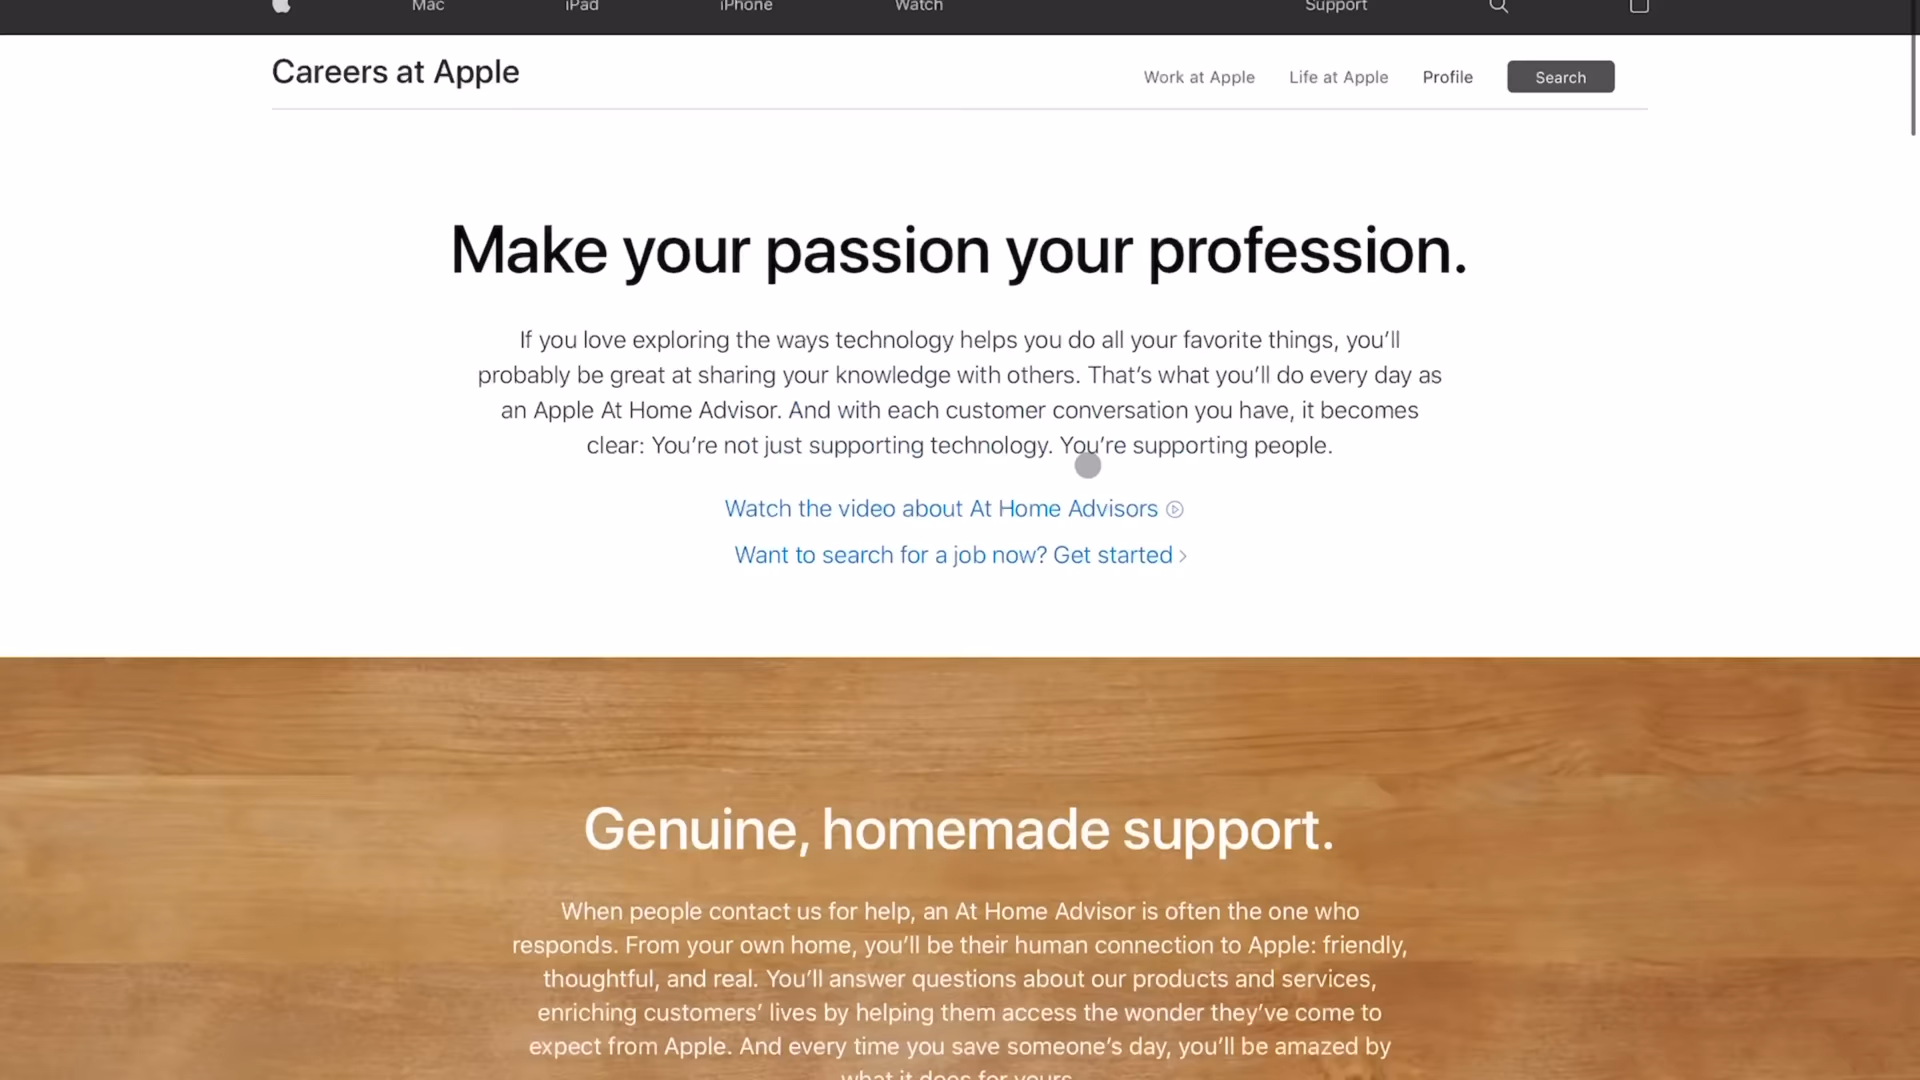 Mac iPad iPhone Watch Support
Careers at Apple
Work at Apple Life at Apple Profile Search
Make your passion your profession.
If you love exploring the ways technology helps you do all your favorite things, you’ll
probably be great at sharing your knowledge with others. That’s what you’ll do every day as
an Apple At Home Advisor. And with each customer conversation you have, it becomes
clear: You’re not just supporting technology. You’re supporting people.
Watch the video about At Home Advisors
Want to search for a job now? Get started
Genuine, homemade support.
When people contact us for help, an At Home Advisor is often the one who
responds. From your own home, you’ll be their human connection to Apple: friendly,
thoughtful, and real. You’ll answer questions about our products and services,
enriching customers’ lives by helping them access the wonder they’ve come to
expect from Apple. And every time you save someone’s day, you’ll be amazed by
what it does for yours.